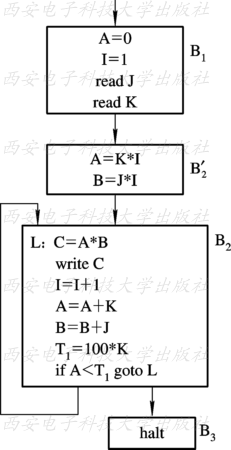 A=0
I=1
read J
read K
B₁
A=K*I
B=J*I
B₂′
L: C=A*B
write C
I=I+1
A=A+K
B=B+J
T₁=100*K
if A<T₁ goto L
B₂
halt
B₃
西安电子科技大学出版社
西安电子科技大学出版社
西安电子科技大学出版社
西安电子科技大学出版社
西安电子科技大学出版社